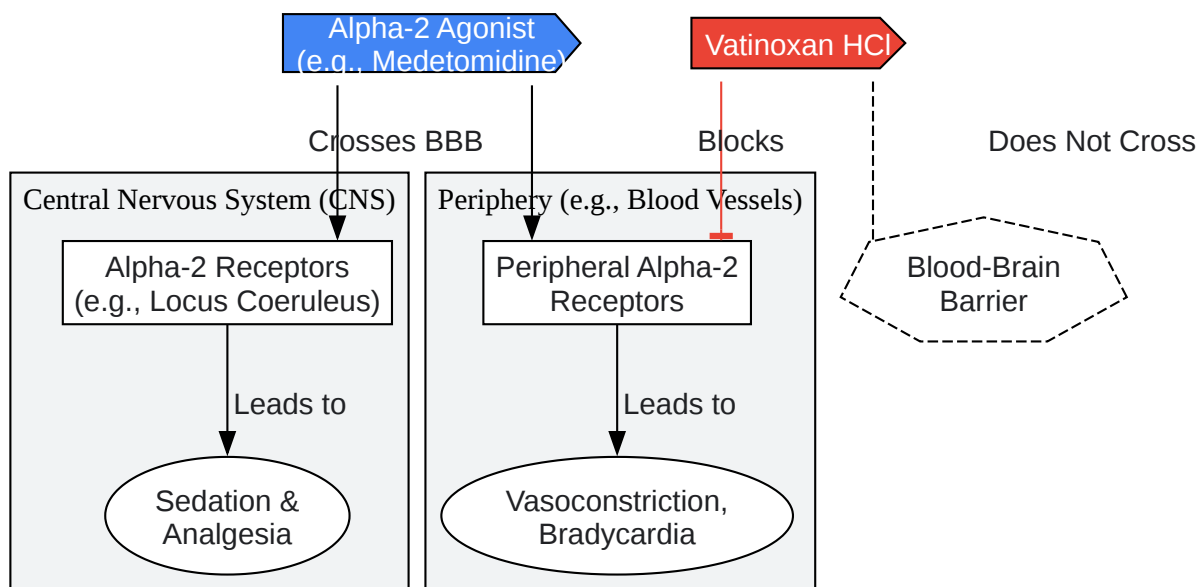 Alpha-2 Agonist
(e.g., Medetomidine)
Vatinoxan HCl
Crosses BBB
Blocks
Does Not Cross
Central Nervous System (CNS)
Periphery (e.g., Blood Vessels)
Alpha-2 Receptors
(e.g., Locus Coeruleus)
Peripheral Alpha-2
Receptors
Blood-Brain
Barrier
Leads to
Leads to
Sedation &
Analgesia
Vasoconstriction,
Bradycardia